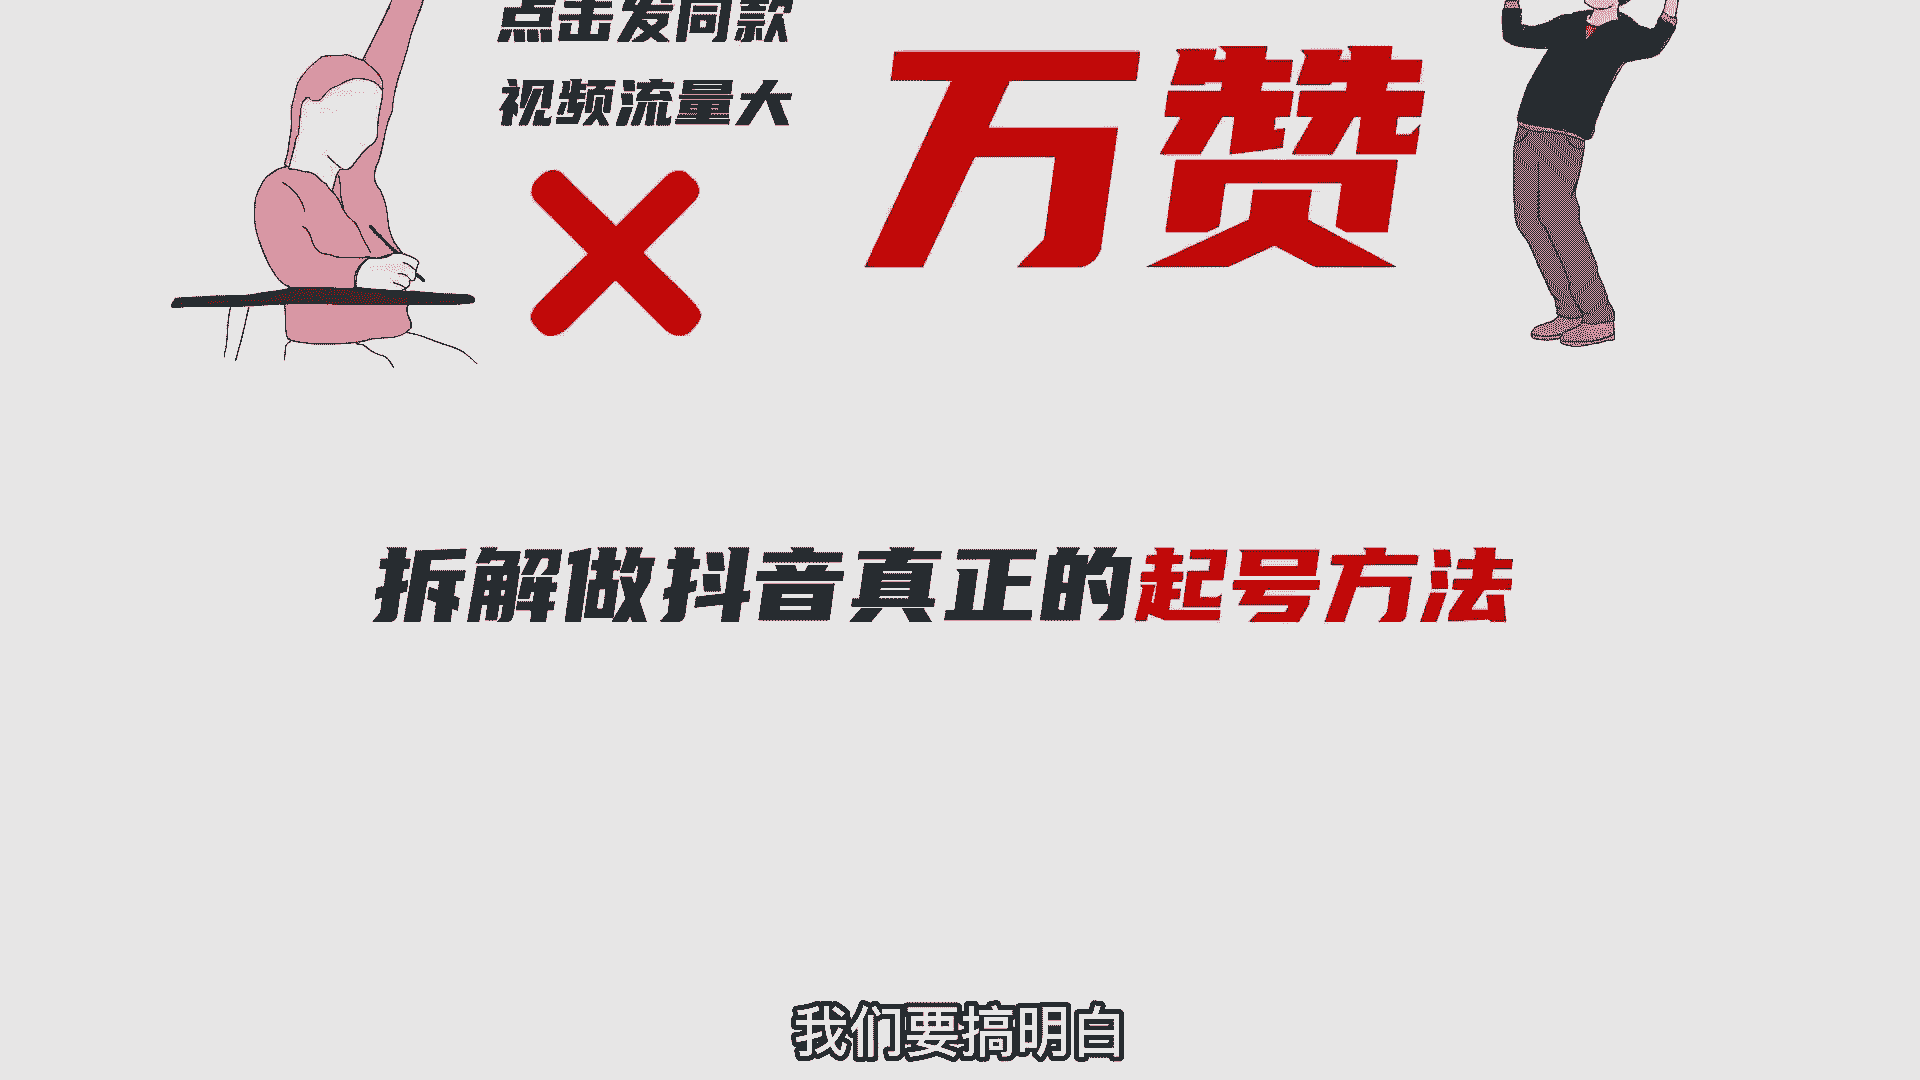 点击发同款
视频流量大
万赞
拆解做抖音真正的起号方法
我们要搞明白